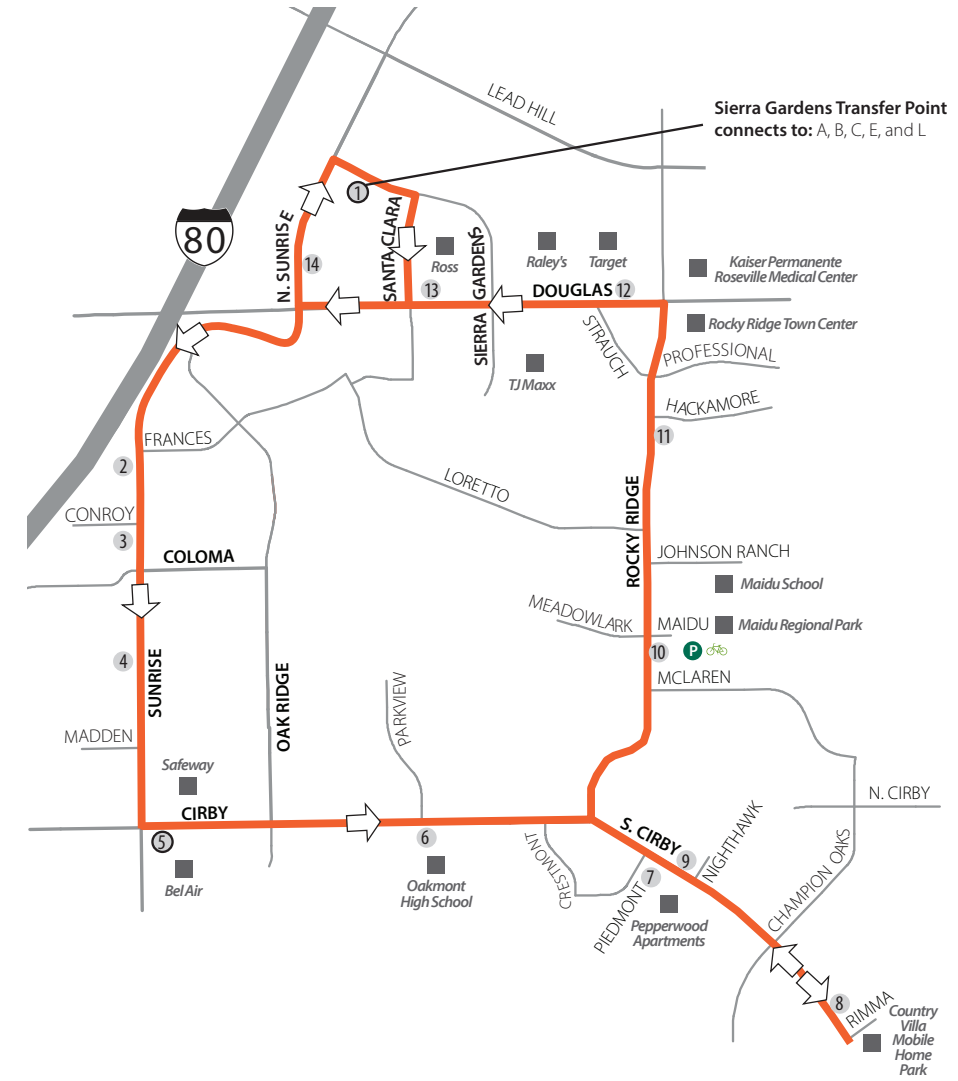 LEAD HILL
Sierra Gardens Transfer Point
connects to: A, B, C, E, and L
1
80
N. SUNRISE
SANTA CLARA
Ross
SIERRA GARDENS
Raley's
Target
Kaiser Permanente
Roseville Medical Center
14
13
DOUGLAS
12
STRAUCH
Rocky Ridge Town Center
PROFESSIONAL
TJ Maxx
HACKAMORE
11
FRANCES
2
LORETTO
ROCKY RIDGE
CONROY
3
COLOMA
JOHNSON RANCH
Maidu School
MEADOWLARK
MAIDU
Maidu Regional Park
10
P
4
SUNRISE
OAK RIDGE
PARKVIEW
MCLAREN
MADDEN
Safeway
CIRBY
N. CIRBY
5
6
S. CIRBY
9
NIGHTHAWK
CHAMPION OAKS
Bel Air
Oakmont
High School
CRESTMONT
PIEDMONT
7
Pepperwood
Apartments
8
RIMMA
Country
Villa
Mobile
Home
Park